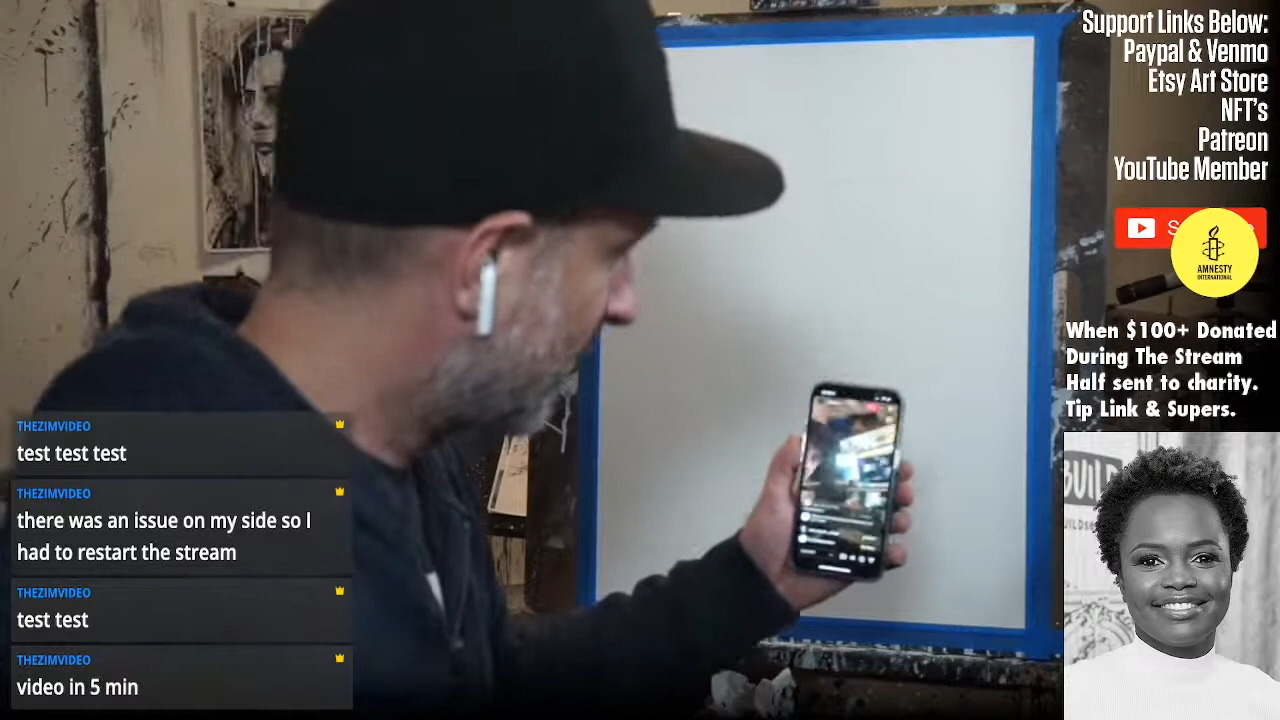 Support Links Below:
Paypal & Venmo
Etsy Art Store
NFT's
Patreon
YouTube Member
AMNESTY
INTERNATIONAL
When $100+ Donated
During The Stream
Half sent to charity.
Tip Link & Supers.
THEZIMVIDEO
test test test
THEZIMVIDEO
there was an issue on my side so I
had to restart the stream
THEZIMVIDEO
test test
THEZIMVIDEO
video in 5 min
BUILD